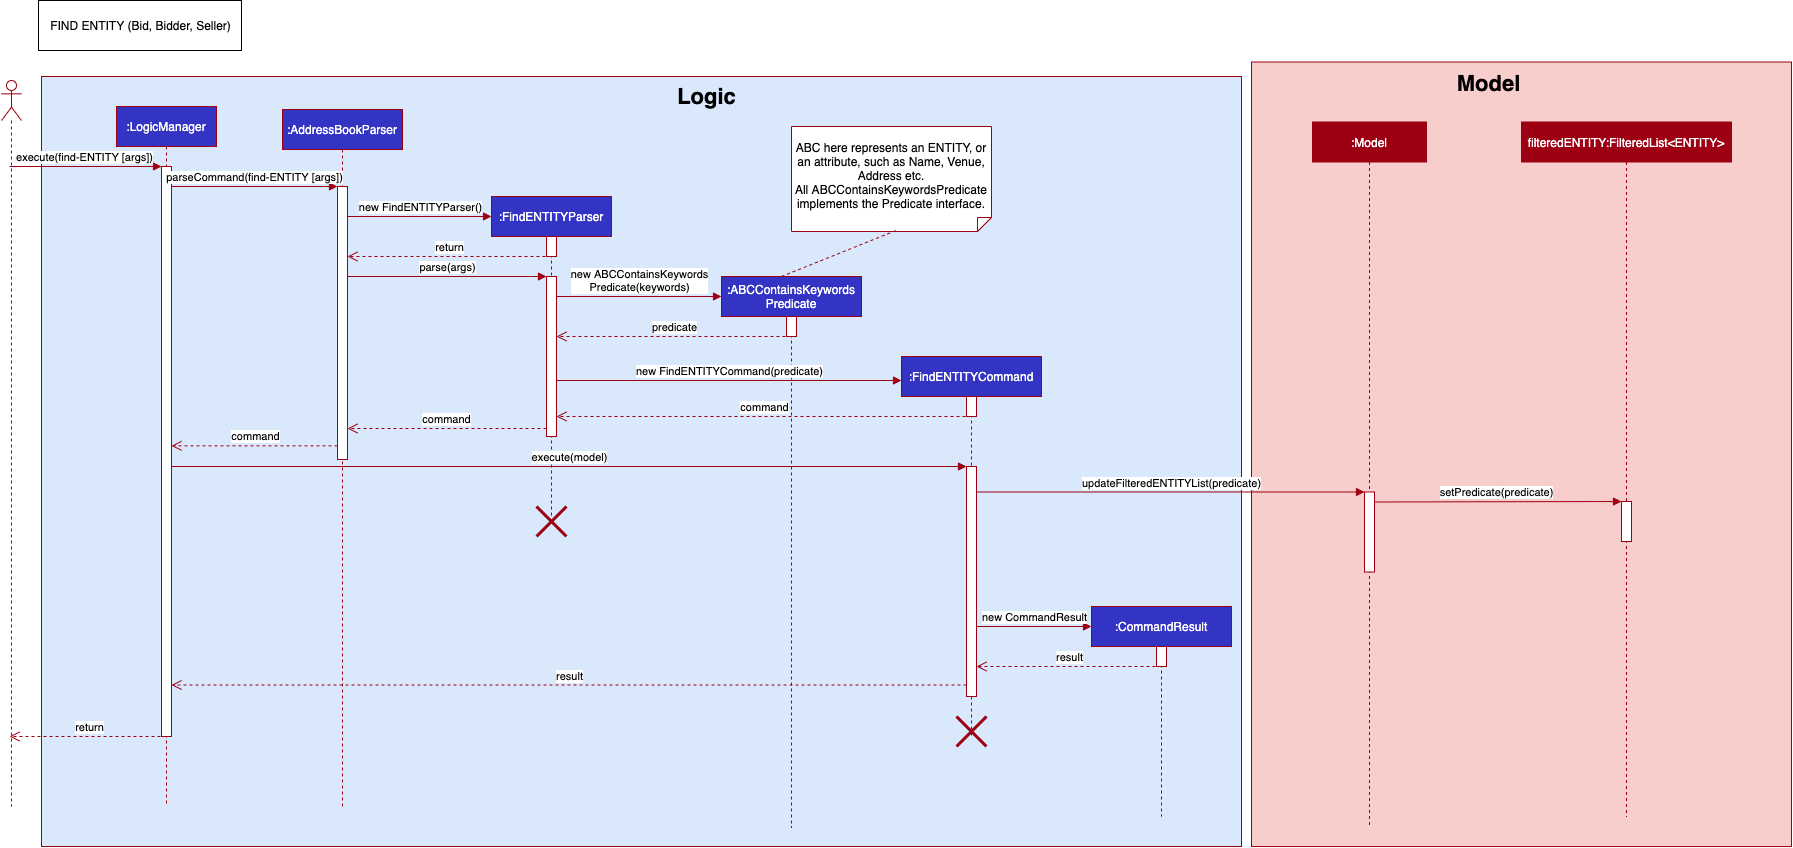 FIND ENTITY (Bid, Bidder, Seller)
Logic
Model
:LogicManager
:AddressBookParser
ABC here represents an ENTITY, or
an attribute, such as Name, Venue,
Address etc.
All ABCContainsKeywordsPredicate
implements the Predicate interface.
:Model
filteredENTITY:FilteredList<ENTITY>
execute(find-ENTITY [args])
parseCommand(find-ENTITY [args])
new FindENTITYParser()
:FindENTITYParser
return
parse(args)
new ABCContainsKeywords
Predicate(keywords)
:ABCContainsKeywords
Predicate
predicate
new FindENTITYCommand(predicate)
:FindENTITYCommand
command
command
command
execute(model)
updateFilteredENTITYList(predicate)
setPredicate(predicate)
new CommandResult
:CommandResult
result
result
return